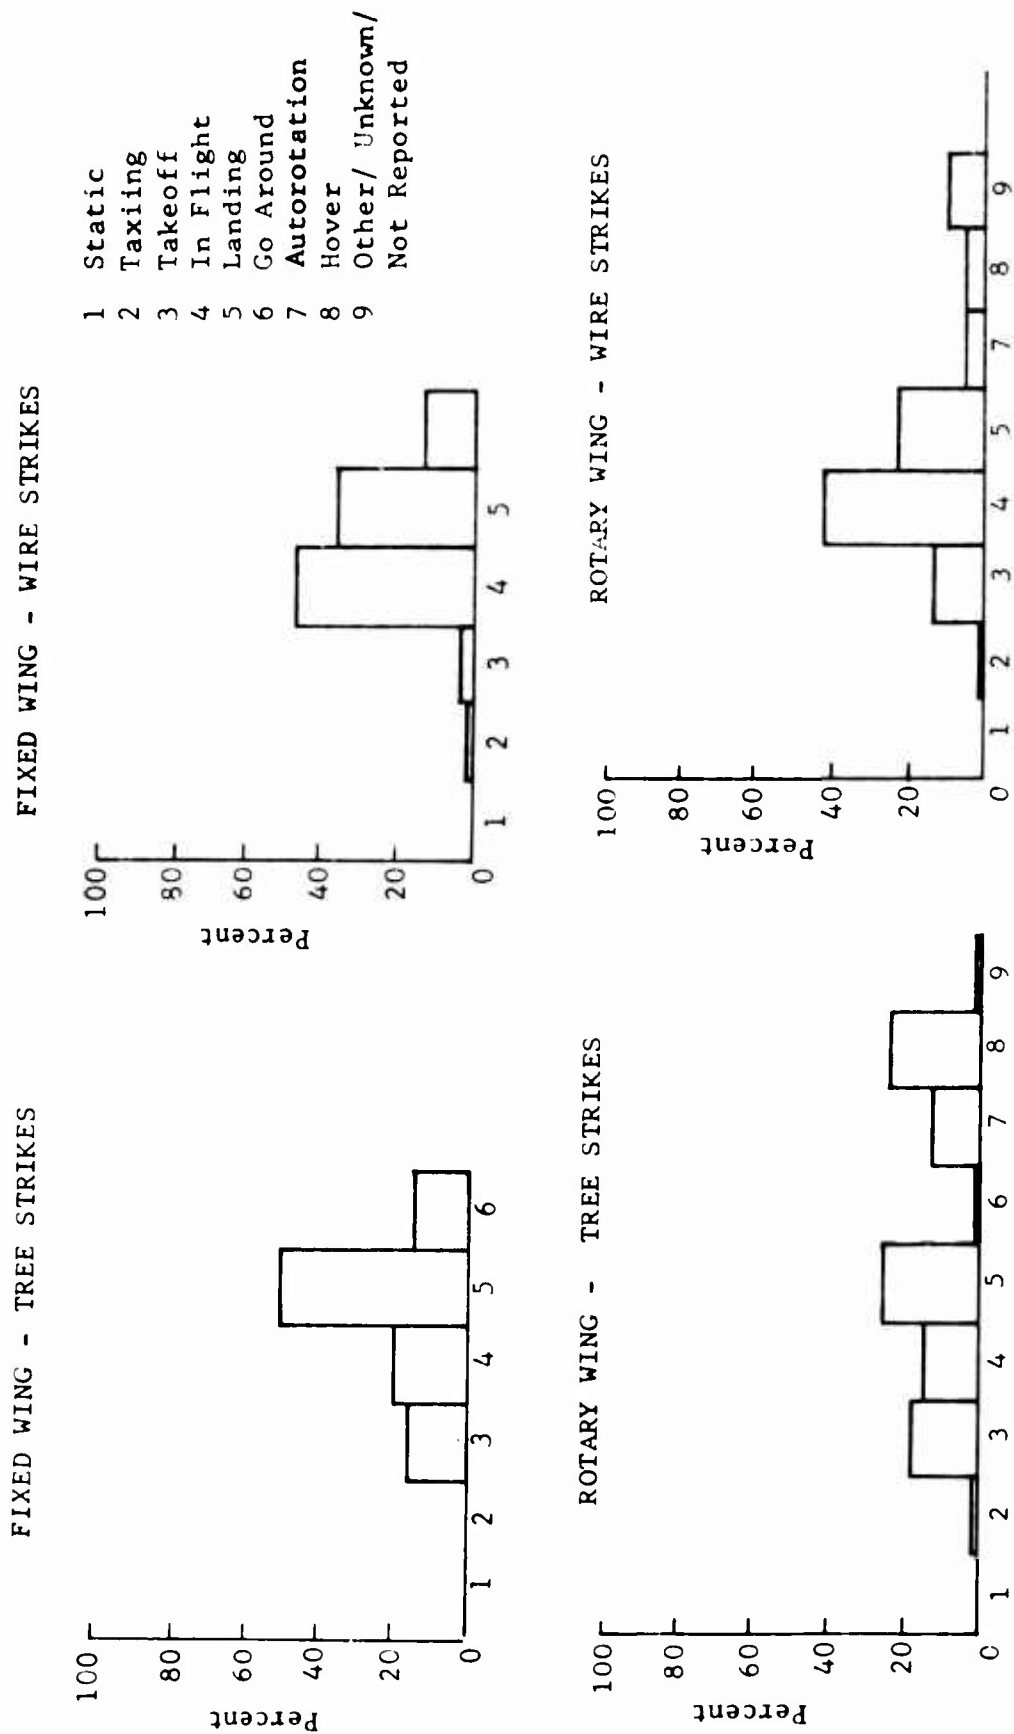 FIXED WING - TREE STRIKES
Percent
100
80
60
40
20
0
1 2 3 4 5 6
FIXED WING - WIRE STRIKES
Percent
100
80
60
40
20
0
1 2 3 4 5
1 Static
2 Taxiing
3 Takeoff
4 In Flight
5 Landing
6 Go Around
7 Autorotation
8 Hover
9 Other/ Unknown/
Not Reported
ROTARY WING - TREE STRIKES
Percent
100
80
60
40
20
0
1 2 3 4 5 6 7 8 9
ROTARY WING - WIRE STRIKES
Percent
100
80
60
40
20
0
1 2 3 4 5 7 8 9